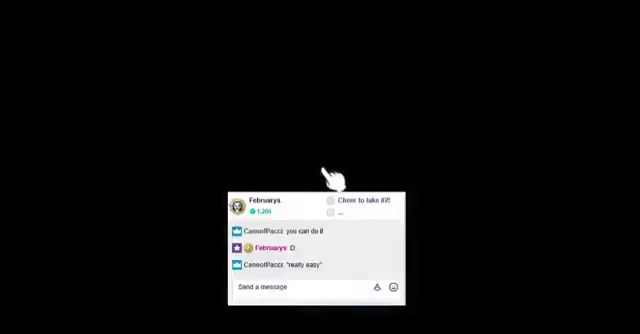 Februarys
1,200
Cheer to take #2!
...
CaneofPacci: you can do it
Februarys: D:
CaneofPacci: "really easy"
Send a message